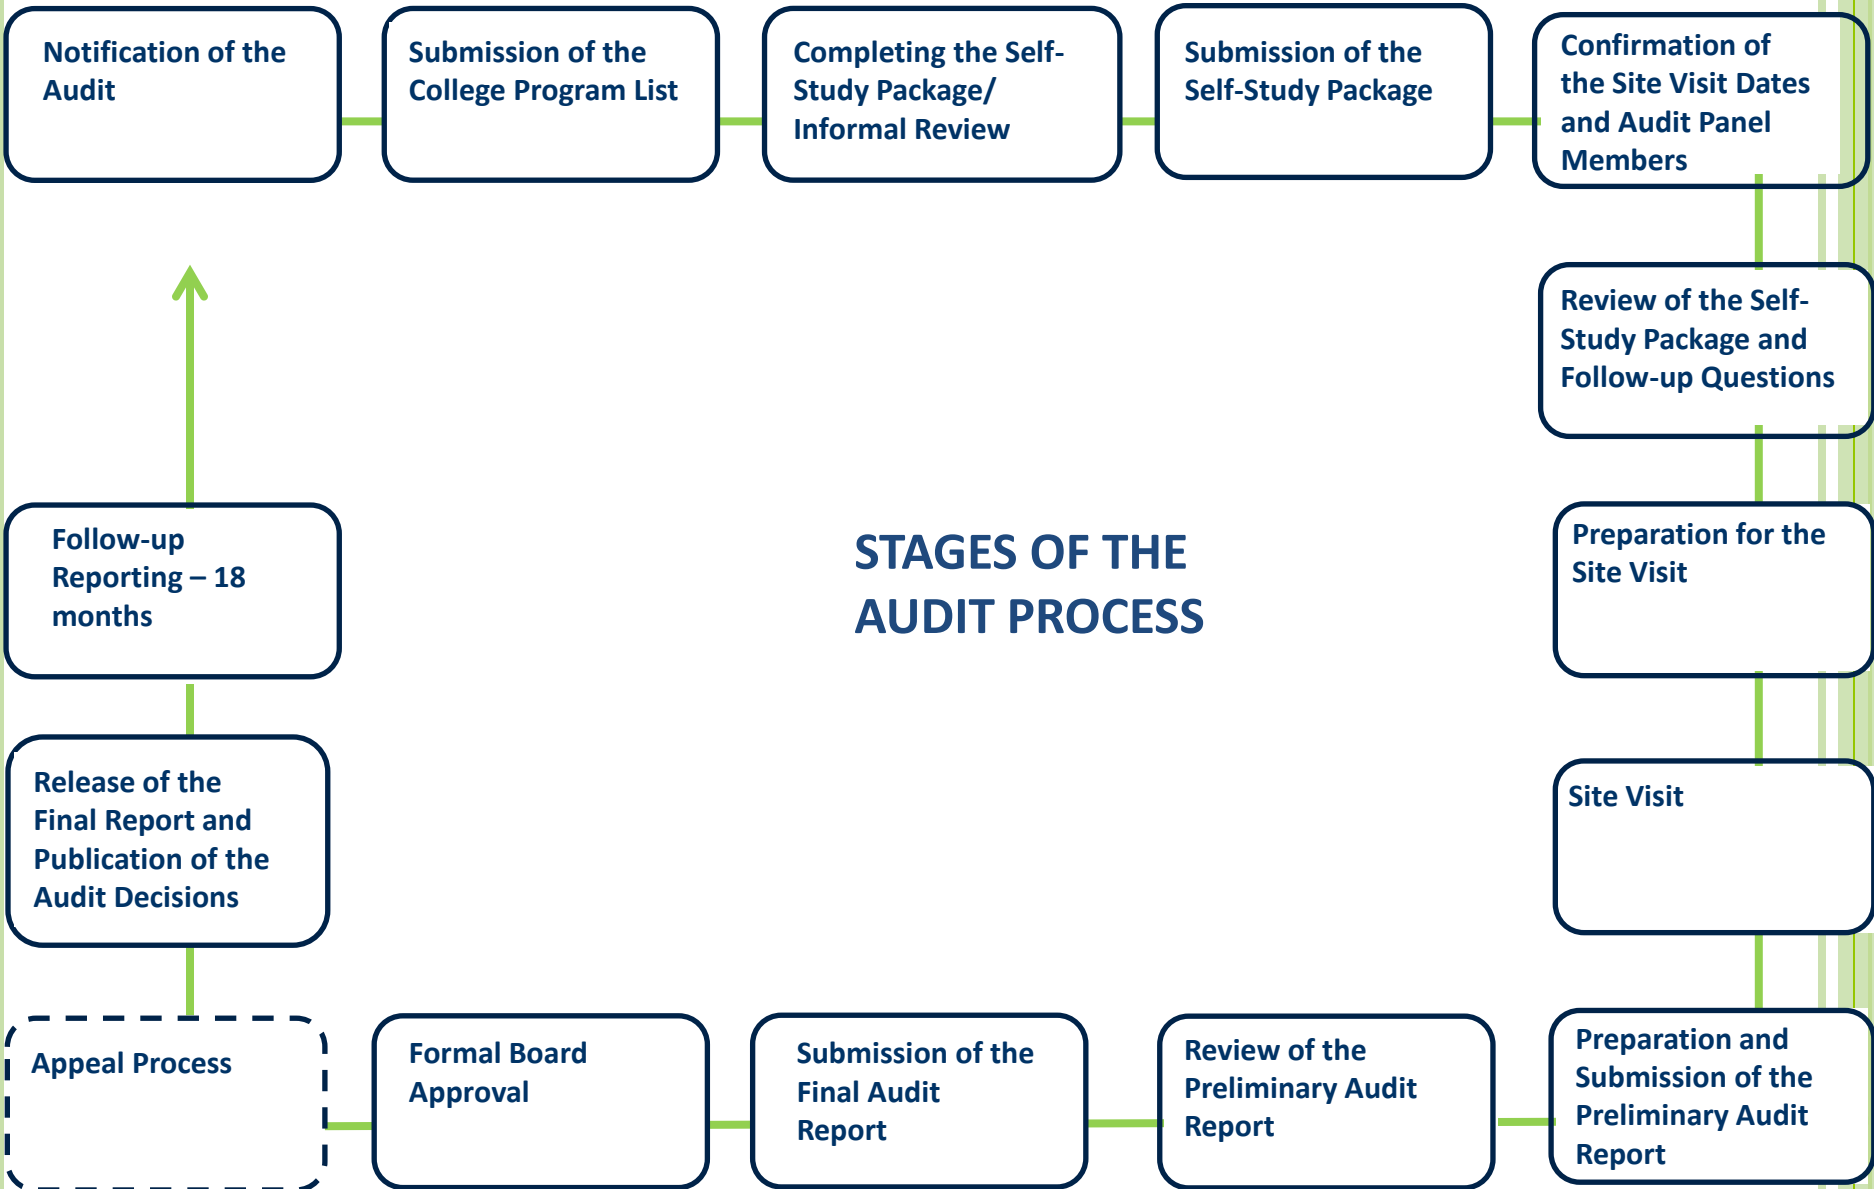 Notification of the
Audit
Submission of the
College Program List
Completing the Self-
Study Package/
Informal Review
Submission of the
Self-Study Package
Confirmation of
the Site Visit Dates
and Audit Panel
Members
Review of the Self-
Study Package and
Follow-up Questions
Preparation for the
Site Visit
Site Visit
Preparation and
Submission of the
Preliminary Audit
Report
Review of the
Preliminary Audit
Report
Submission of the
Final Audit
Report
Formal Board
Approval
Appeal Process
Release of the
Final Report and
Publication of the
Audit Decisions
Follow-up
Reporting – 18
months
STAGES OF THE
AUDIT PROCESS